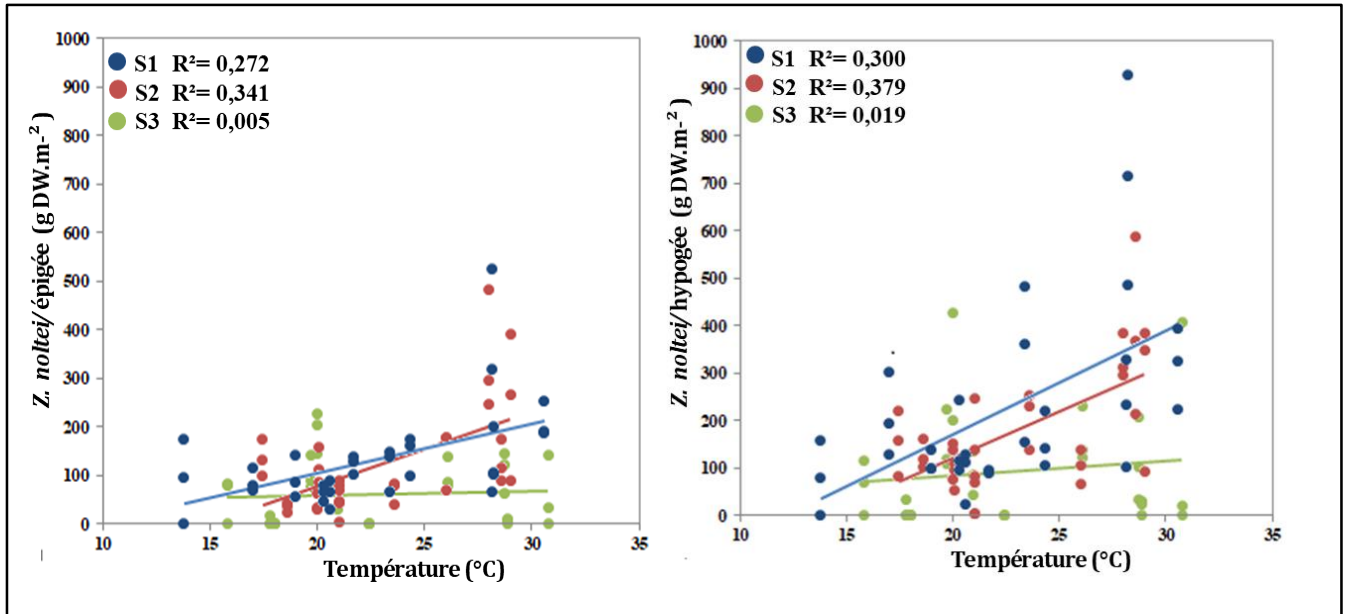 S1 R²= 0,272
S2 R²= 0,341
S3 R²= 0,005
Z. noltei/épigée (g DW.m-²)
1000
900
800
700
600
500
400
300
200
100
0
10 15 20 25 30 35
Température (°C)
S1 R²= 0,300
S2 R²= 0,379
S3 R²= 0,019
Z. noltei/hypogée (g DW.m-²)
1000
900
800
700
600
500
400
300
200
100
0
10 15 20 25 30 35
Température (°C)